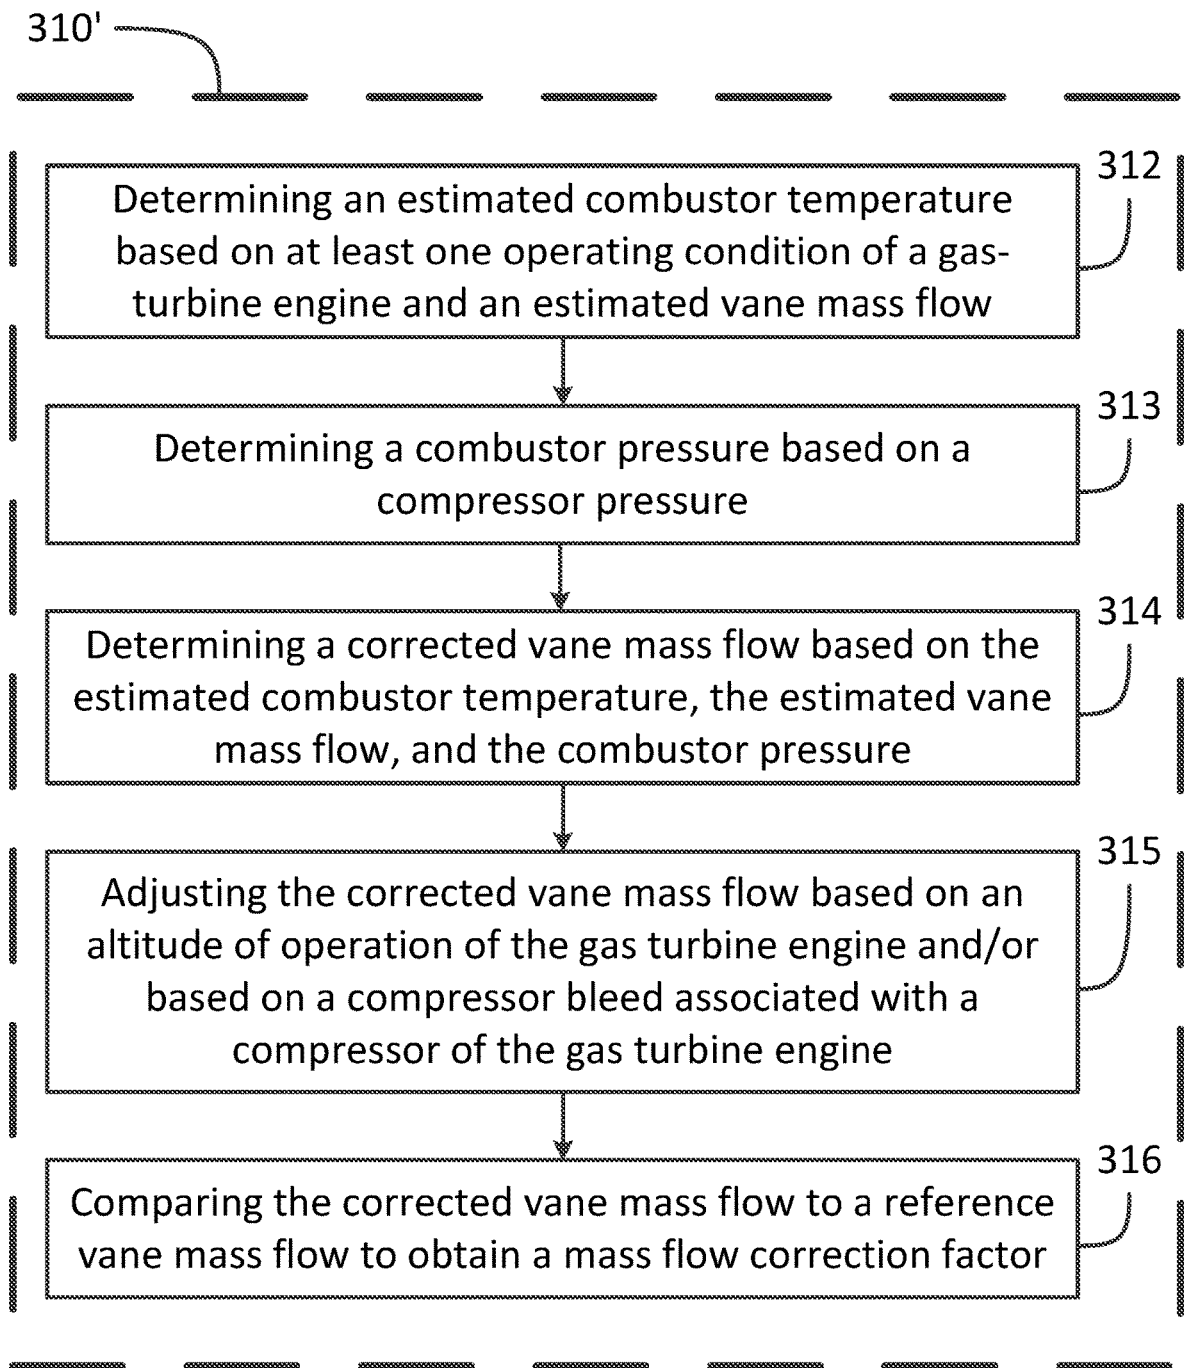 310'
312
Determining an estimated combustor temperature
based on at least one operating condition of a gas-
turbine engine and an estimated vane mass flow
313
Determining a combustor pressure based on a
compressor pressure
314
Determining a corrected vane mass flow based on the
estimated combustor temperature, the estimated vane
mass flow, and the combustor pressure
315
Adjusting the corrected vane mass flow based on an
altitude of operation of the gas turbine engine and/or
based on a compressor bleed associated with a
compressor of the gas turbine engine
316
Comparing the corrected vane mass flow to a reference
vane mass flow to obtain a mass flow correction factor